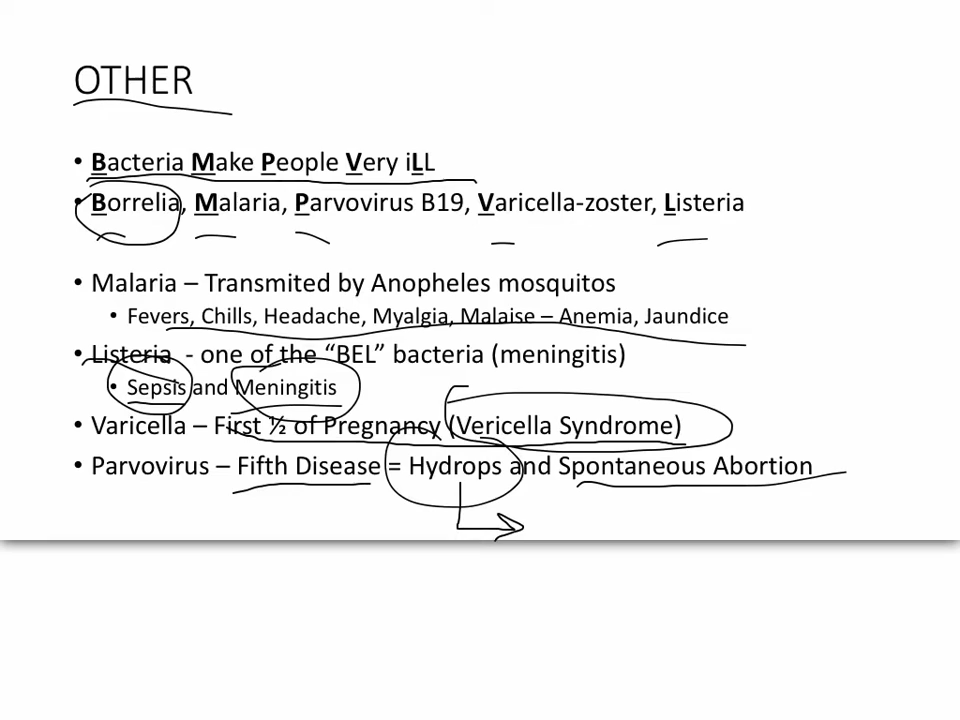 OTHER
• Bacteria Make People Very iLL
• Borrelia, Malaria, Parvovirus B19, Varicella-zoster, Listeria
• Malaria – Transmited by Anopheles mosquitos
• Fevers, Chills, Headache, Myalgia, Malaise – Anemia, Jaundice
• Listeria - one of the “BEL” bacteria (meningitis)
• Sepsis and Meningitis
• Varicella – First ½ of Pregnancy (Vericella Syndrome)
• Parvovirus – Fifth Disease = Hydrops and Spontaneous Abortion